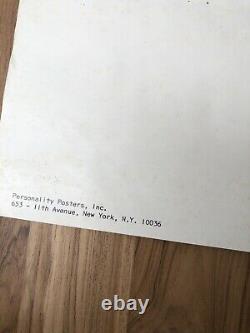 Personality Posters, Inc.
653 - 11th Avenue, New York, N.Y. 10036